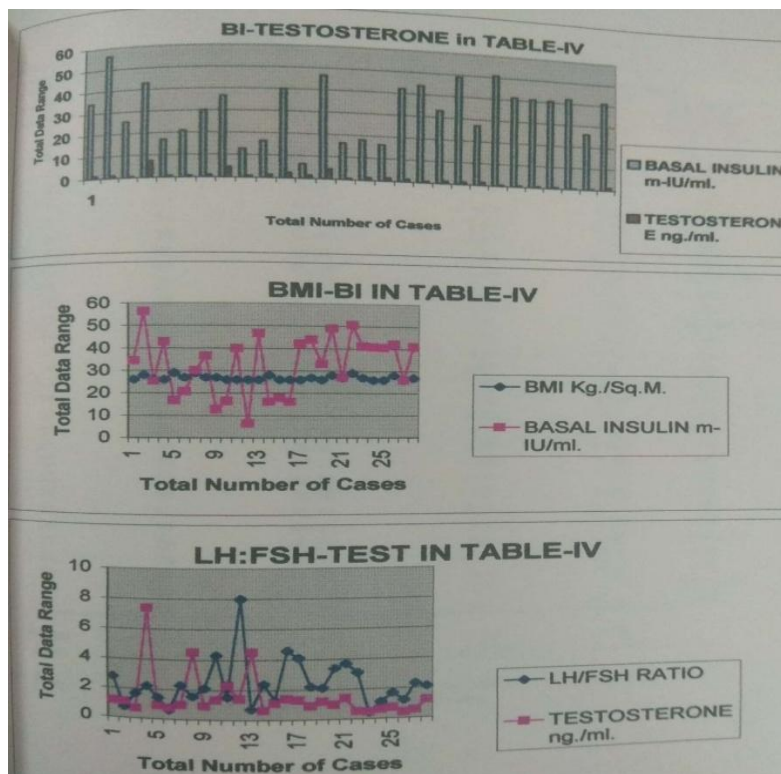 BI-TESTOSTERONE in TABLE-IV
60
50
40
30
20
10
0
Total Data Range
1
Total Number of Cases
BASAL INSULIN
m-IU/ml.
TESTOSTERON
E ng./ml.
BMI-BI IN TABLE-IV
60
50
40
30
20
10
0
Total Data Range
1 5 9 13 17 21 25
Total Number of Cases
BMI Kg./Sq.M.
BASAL INSULIN m-
IU/ml.
LH:FSH-TEST IN TABLE-IV
10
8
6
4
2
0
Total Data Range
1 5 9 13 17 21 25
Total Number of Cases
LH/FSH RATIO
TESTOSTERONE
ng./ml.